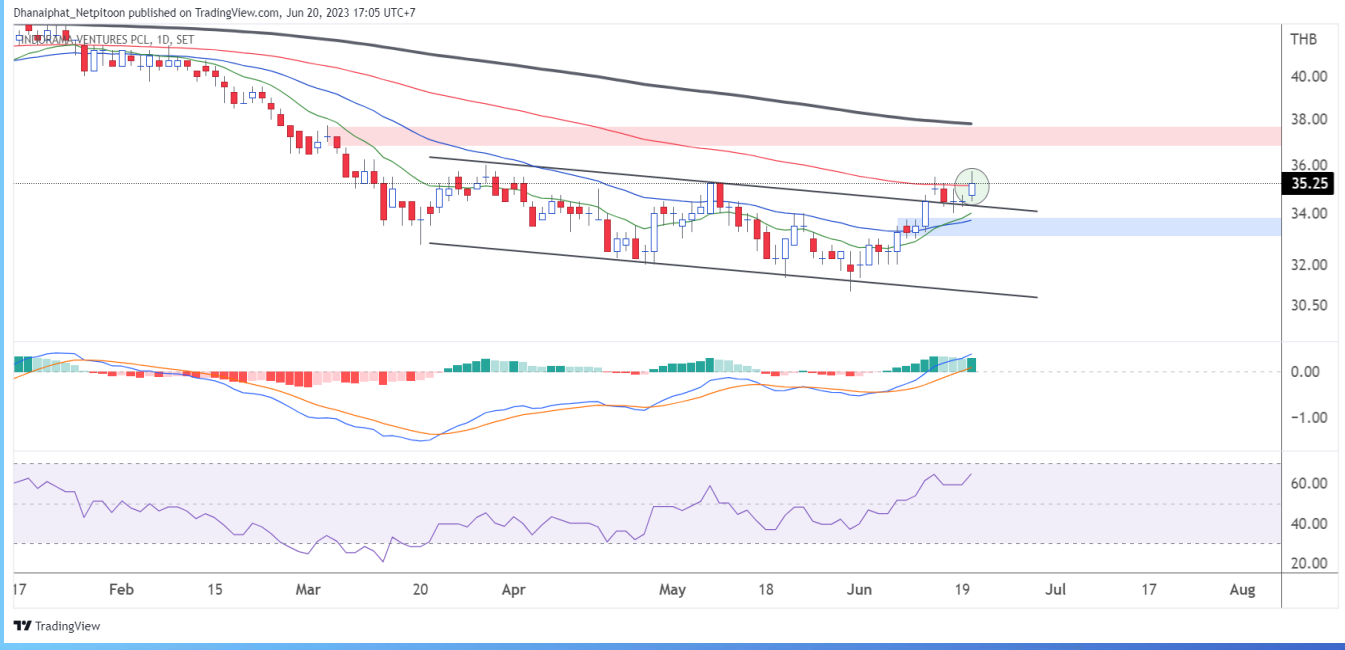 Dhanaiphat_Netpitoon published on TradingView.com, Jun 20, 2023 17:05 UTC+7
INDORAMA VENTURES PCL, 1D, SET
THB
40.00
38.00
36.00
35.25
34.00
32.00
30.50
0.00
−1.00
60.00
40.00
20.00
17 Feb 15 Mar 20 Apr May 18 Jun 19 Jul 17 Aug
TradingView